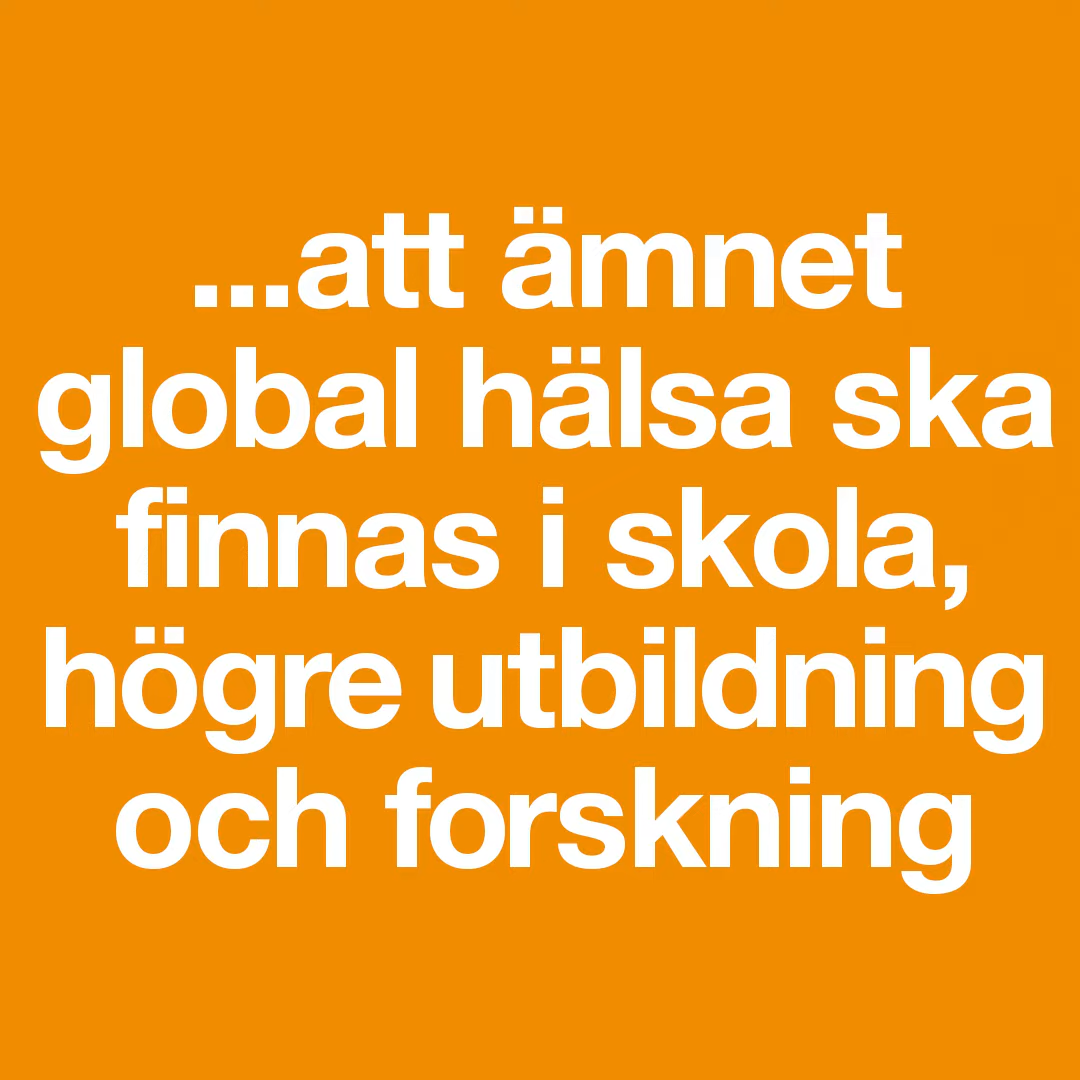 ...att ämnet
global hälsa ska
finnas i skola,
högre utbildning
och forskning